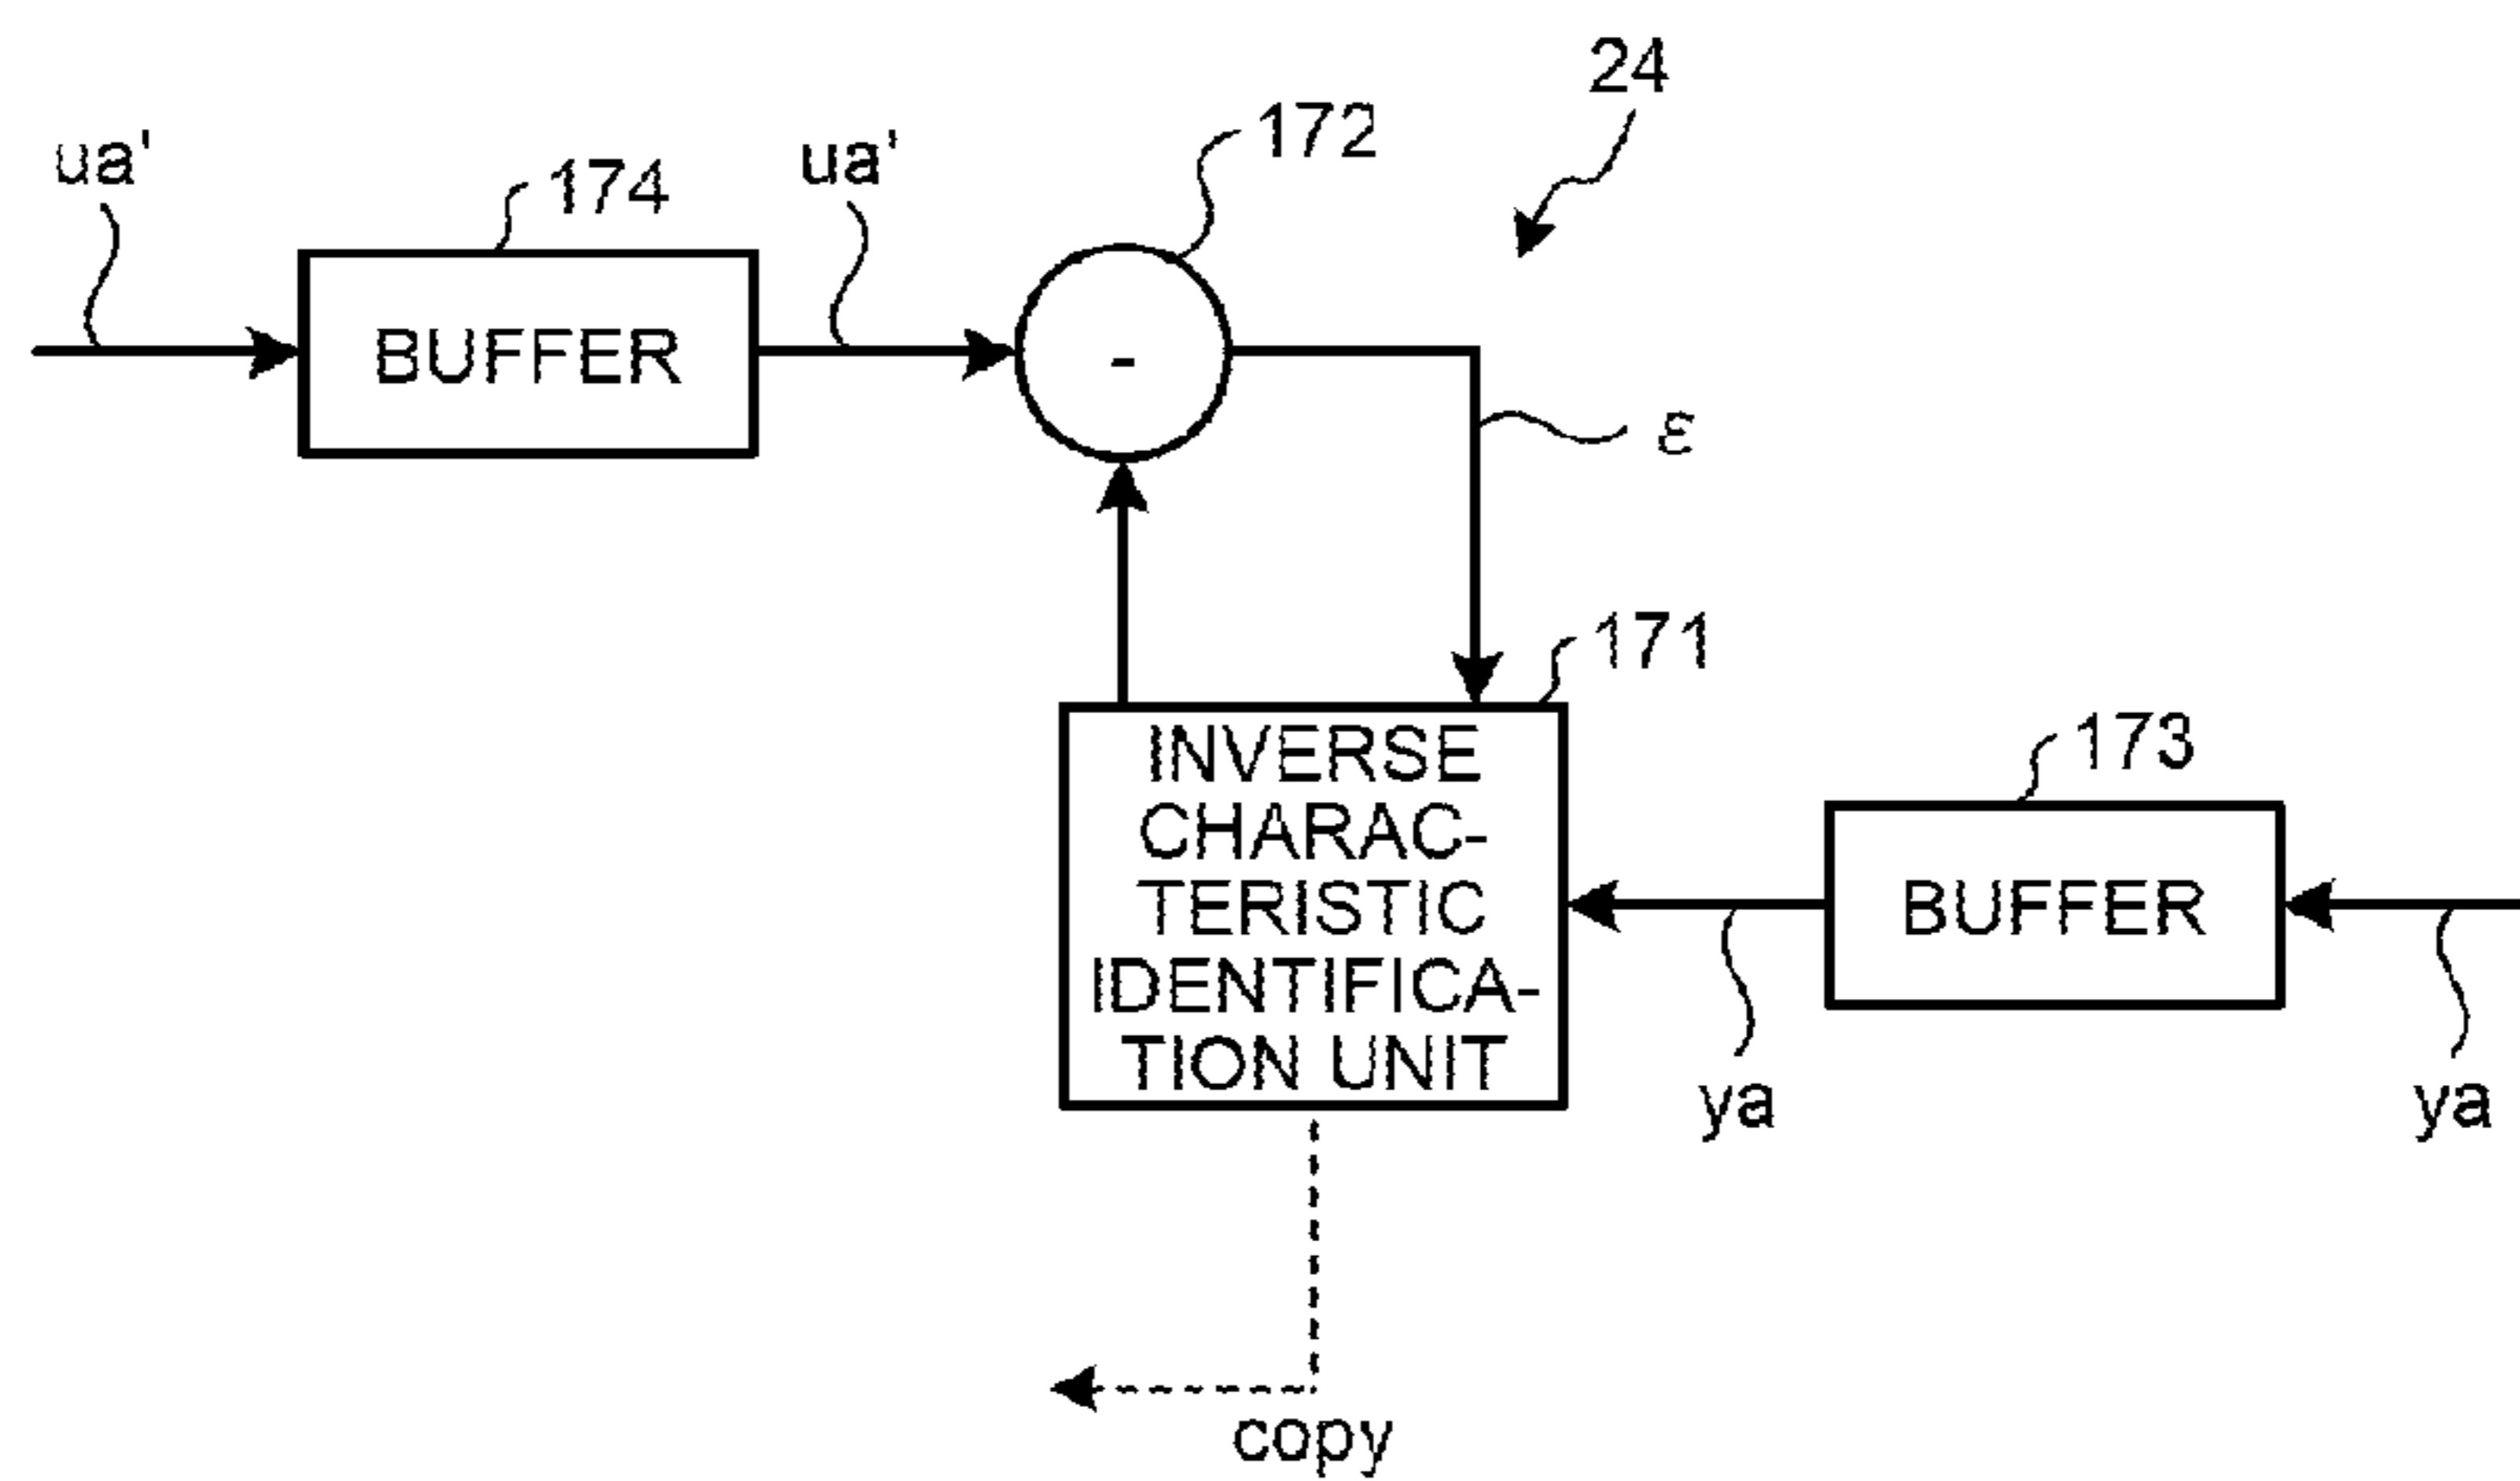 24
172
ua'
174
ua'
BUFFER
-
ε
171
INVERSE
CHARAC-
TERISTIC
IDENTIFICA-
TION UNIT
173
BUFFER
ya
ya
copy